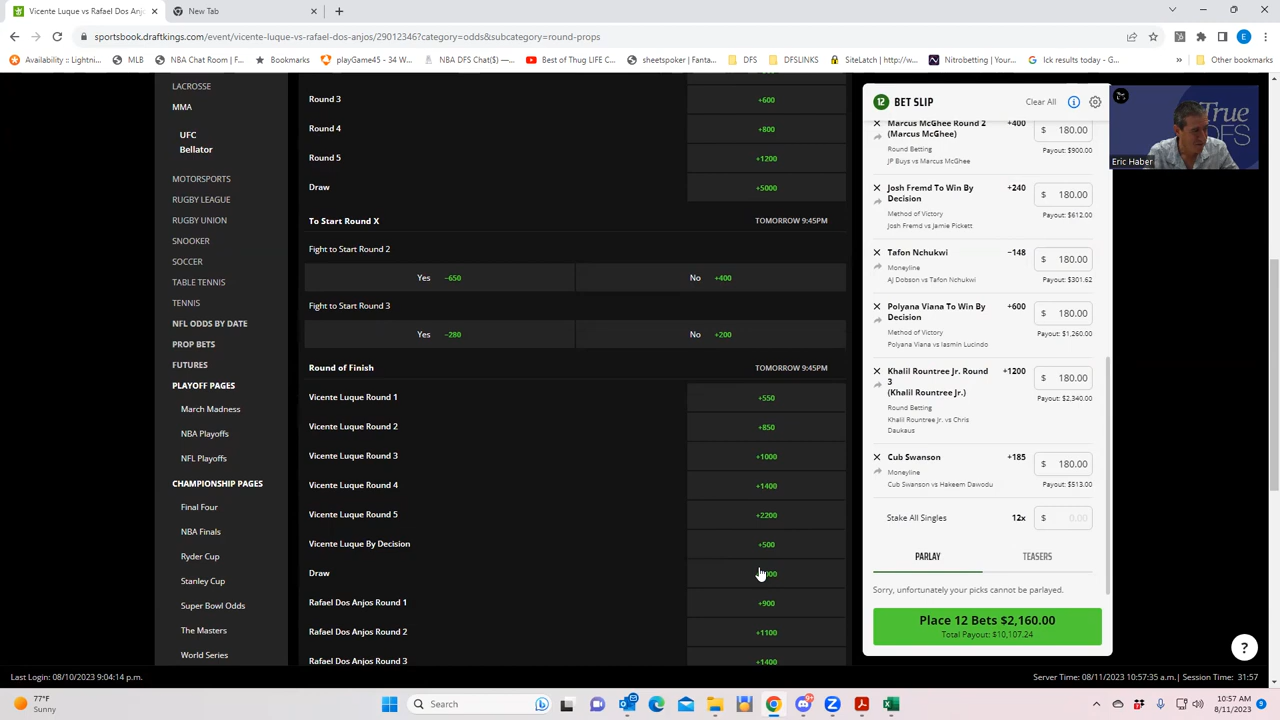 Vicente Luque vs Rafael Dos Anjos
New Tab
sportsbook.draftkings.com/event/vicente-luque-vs-rafael-dos-anjos/29012346?category=odds&subcategory=round-props
Availability :: Lightni... MLB NBA Chat Room | F... Bookmarks playGame45 - 34 W... NBA DFS Chat($) —... Best of Thug LIFE C... sheetspoker | Fanta... DFS DFSLINKS SiteLatch | http://w... Nitrobetting | Your... lck results today - G... Other bookmarks
LACROSSE
MMA
UFC
Bellator
MOTORSPORTS
RUGBY LEAGUE
RUGBY UNION
SNOOKER
SOCCER
TABLE TENNIS
TENNIS
NFL ODDS BY DATE
PROP BETS
FUTURES
PLAYOFF PAGES
March Madness
NBA Playoffs
NFL Playoffs
CHAMPIONSHIP PAGES
Final Four
NBA Finals
Ryder Cup
Stanley Cup
Super Bowl Odds
The Masters
World Series
Round 3 +600
Round 4 +800
Round 5 +1200
Draw +5000
To Start Round X TOMORROW 9:45PM
Fight to Start Round 2
Yes −650 No +400
Fight to Start Round 3
Yes −280 No +200
Round of Finish TOMORROW 9:45PM
Vicente Luque Round 1 +550
Vicente Luque Round 2 +850
Vicente Luque Round 3 +1000
Vicente Luque Round 4 +1400
Vicente Luque Round 5 +2200
Vicente Luque By Decision +500
Draw
Rafael Dos Anjos Round 1 +900
Rafael Dos Anjos Round 2 +1100
Rafael Dos Anjos Round 3 +1400
12 BET SLIP Clear All
Marcus McGhee Round 2 +400 $ 180.00
(Marcus McGhee) Payout: $900.00
Round Betting
JP Buys vs Marcus McGhee
Josh Fremd To Win By +240 $ 180.00
Decision
Method of Victory Payout: $612.00
Josh Fremd vs Jamie Pickett
Tafon Nchukwi −148 $ 180.00
Moneyline
AJ Dobson vs Tafon Nchukwi Payout: $301.62
Polyana Viana To Win By +600 $ 180.00
Decision
Method of Victory Payout: $1,260.00
Polyana Viana vs Iasmin Lucindo
Khalil Rountree Jr. Round +1200 $ 180.00
3
(Khalil Rountree Jr.) Payout: $2,340.00
Round Betting
Khalil Rountree Jr. vs Chris
Daukaus
Cub Swanson +185 $ 180.00
Moneyline
Cub Swanson vs Hakeem Dawodu Payout: $513.00
Stake All Singles 12x $ 0.00
PARLAY TEASERS
Sorry, unfortunately your picks cannot be parlayed.
Place 12 Bets $2,160.00
Total Payout: $10,107.24
True
Eric Haber
Last Login: 08/10/2023 9:04:14 p.m. Server Time: 08/11/2023 10:57:35 a.m.| Session Time: 31:57
77°F
Sunny
Search
10:57 AM
8/11/2023